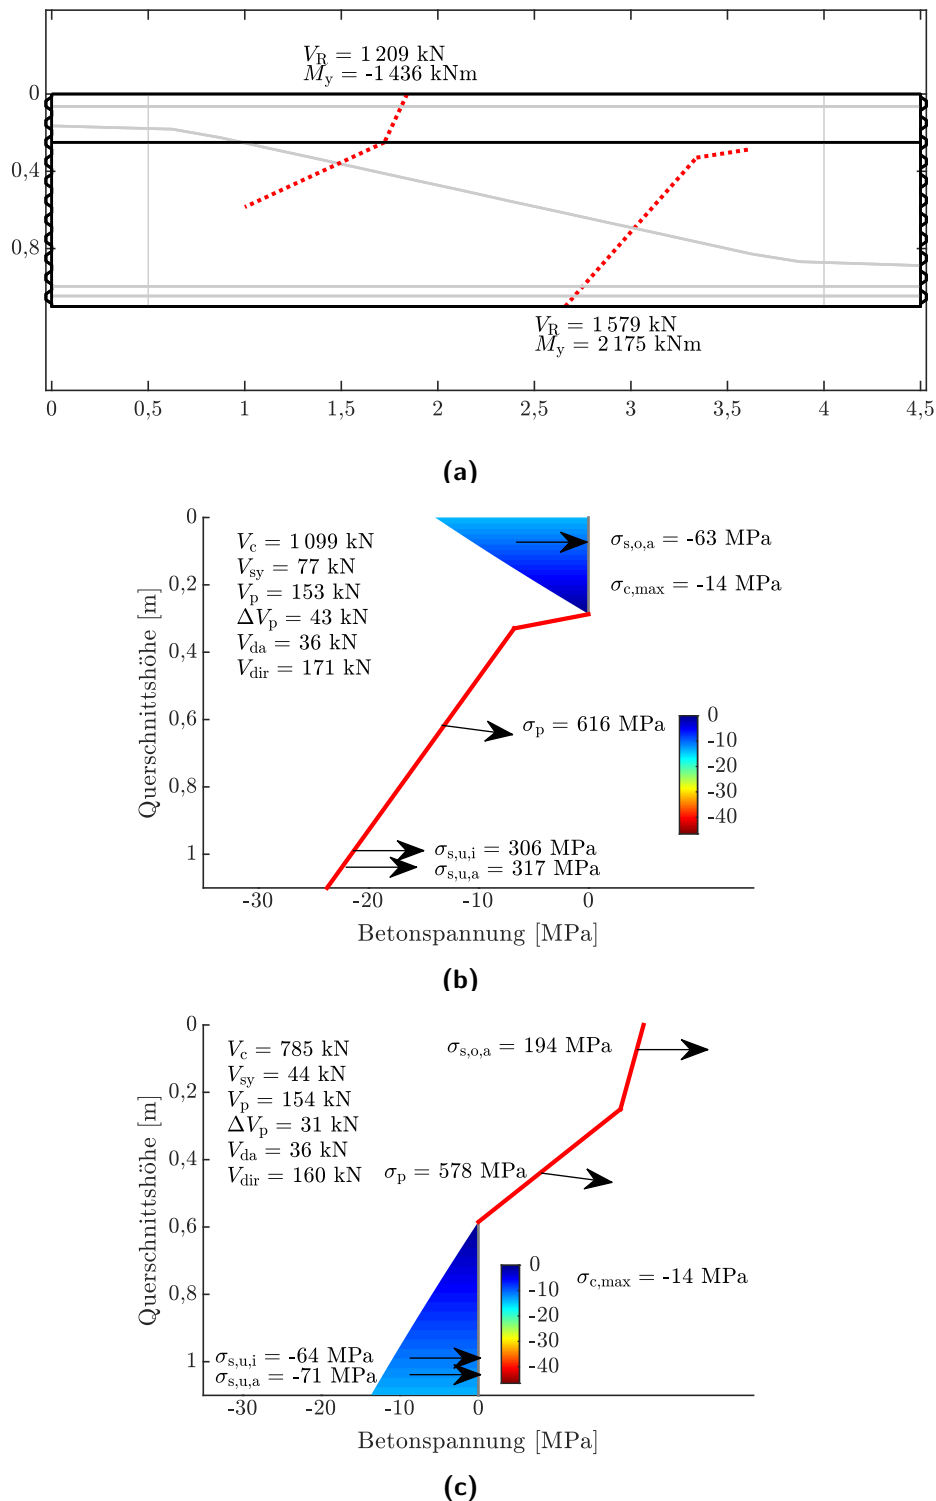 V_R = 1 209 kN
M_y = -1 436 kNm
0
0,4
0,8
V_R = 1 579 kN
M_y = 2 175 kNm
0 0,5 1 1,5 2 2,5 3 3,5 4 4,5
(a)
0
0,2
0,4
0,6
0,8
1
Querschnittshöhe [m]
V_c = 1 099 kN
V_sy = 77 kN
V_p = 153 kN
ΔV_p = 43 kN
V_da = 36 kN
V_dir = 171 kN
σ_s,o,a = -63 MPa
σ_c,max = -14 MPa
σ_p = 616 MPa
0
-10
-20
-30
-40
σ_s,u,i = 306 MPa
σ_s,u,a = 317 MPa
-30 -20 -10 0
Betonspannung [MPa]
(b)
0
0,2
0,4
0,6
0,8
1
Querschnittshöhe [m]
V_c = 785 kN
V_sy = 44 kN
V_p = 154 kN
ΔV_p = 31 kN
V_da = 36 kN
V_dir = 160 kN
σ_s,o,a = 194 MPa
σ_p = 578 MPa
0
-10
-20
-30
-40
σ_c,max = -14 MPa
σ_s,u,i = -64 MPa
σ_s,u,a = -71 MPa
-30 -20 -10 0
Betonspannung [MPa]
(c)